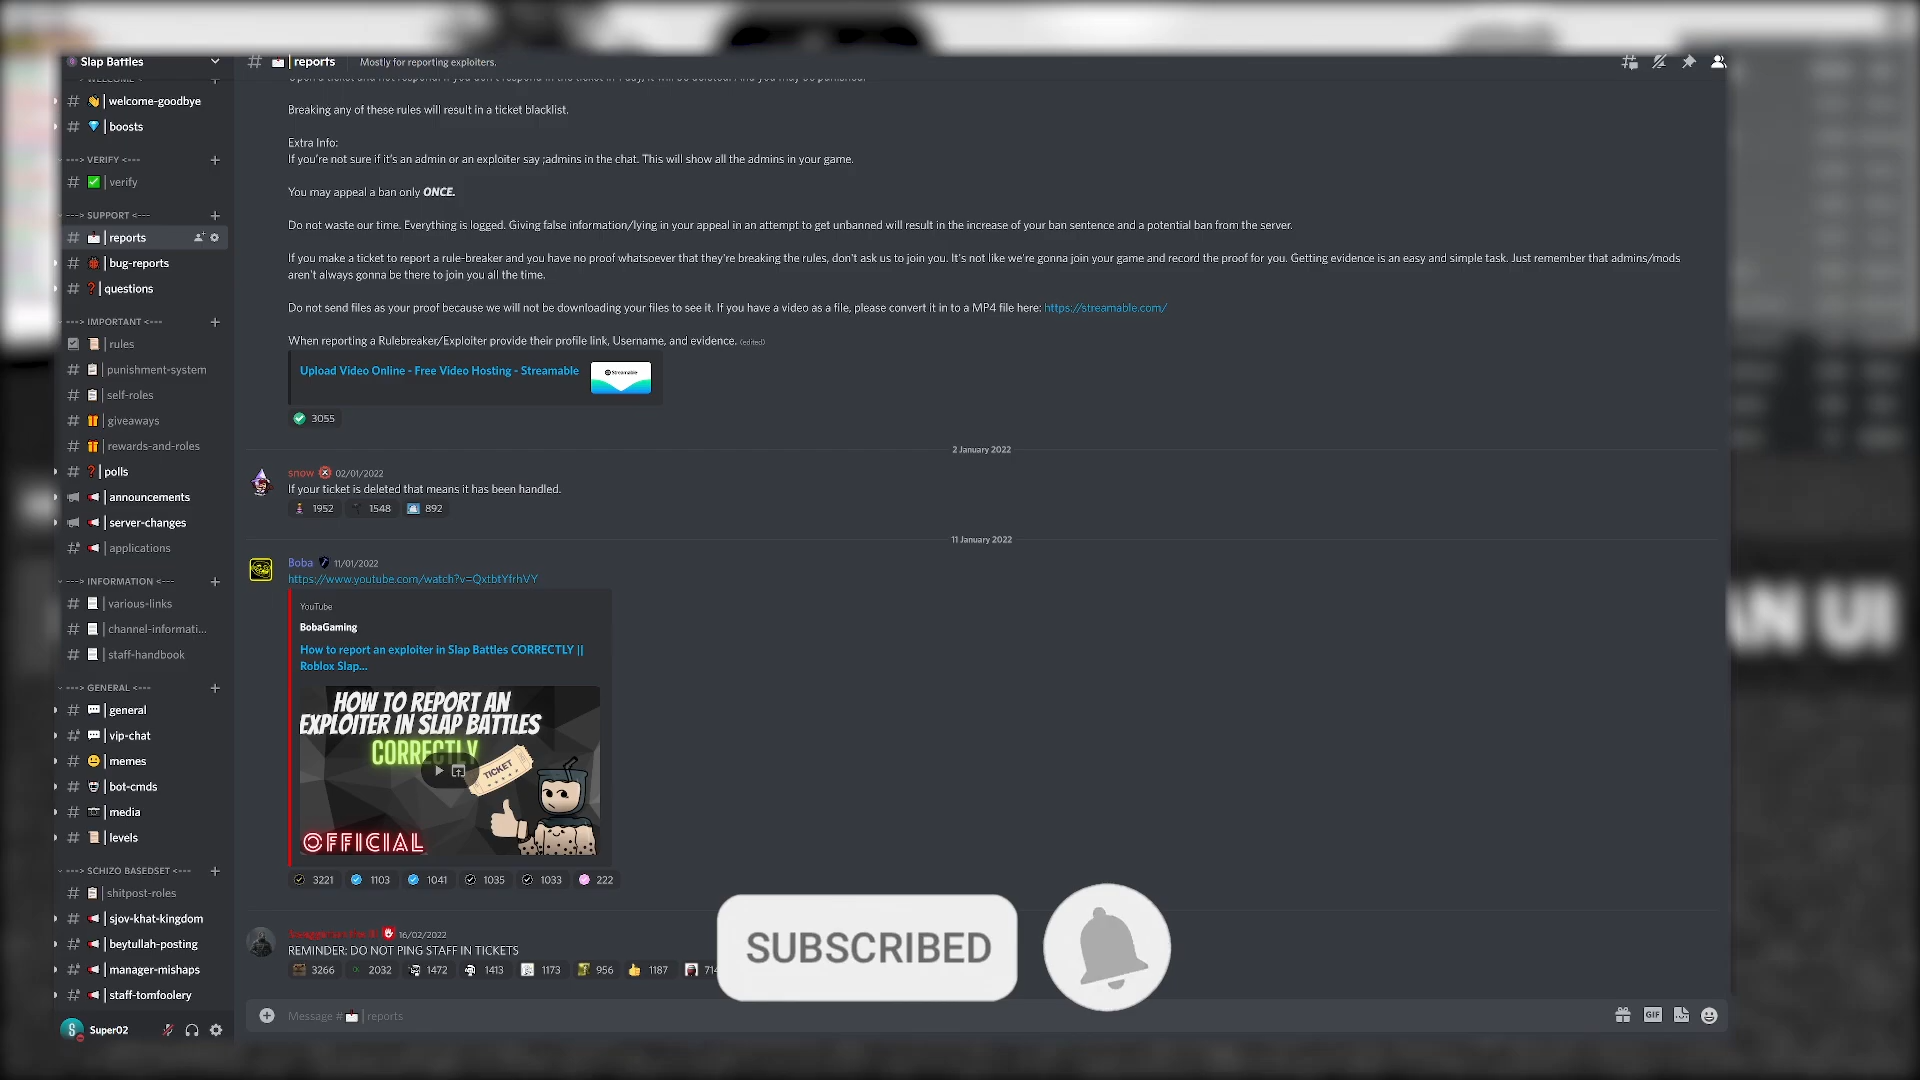 Slap Battles
welcome-goodbye
boosts
---> VERIFY <---
verify
---> SUPPORT <---
reports
bug-reports
questions
---> IMPORTANT <---
rules
punishment-system
self-roles
giveaways
rewards-and-roles
polls
announcements
server-changes
applications
---> INFORMATION <---
various-links
channel-informati...
staff-handbook
---> GENERAL <---
general
vip-chat
memes
bot-cmds
media
levels
---> SCHIZO BASEDSET <---
shitpost-roles
sjov-khat-kingdom
beytullah-posting
manager-mishaps
staff-tomfoolery
Super02
reports
Mostly for reporting exploiters.
Breaking any of these rules will result in a ticket blacklist.
Extra Info:
If you're not sure if it's an admin or an exploiter say ;admins in the chat. This will show all the admins in your game.
You may appeal a ban only ONCE.
Do not waste our time. Everything is logged. Giving false information/lying in your appeal in an attempt to get unbanned will result in the increase of your ban sentence and a potential ban from the server.
If you make a ticket to report a rule-breaker and you have no proof whatsoever that they're breaking the rules, don't ask us to join you. It's not like we're gonna join your game and record the proof for you. Getting evidence is an easy and simple task. Just remember that admins/mods
aren't always gonna be there to join you all the time.
Do not send files as your proof because we will not be downloading your files to see it. If you have a video as a file, please convert it in to a MP4 file here: https://streamable.com/
When reporting a Rulebreaker/Exploiter provide their profile link, Username, and evidence. (edited)
Upload Video Online - Free Video Hosting - Streamable
Streamable
3055
2 January 2022
snow 02/01/2022
If your ticket is deleted that means it has been handled.
1952 1548 892
11 January 2022
Boba 11/01/2022
https://www.youtube.com/watch?v=QxtbtYfrhVY
YouTube
BobaGaming
How to report an exploiter in Slap Battles CORRECTLY ||
Roblox Slap...
HOW TO REPORT AN
EXPLOITER IN SLAP BATTLES
CORRECTLY
TICKET
OFFICIAL
3221 1103 1041 1035 1033 222
16/02/2022
REMINDER: DO NOT PING STAFF IN TICKETS
3266 2032 1472 1413 1173 956 1187 714
Message # reports
GIF
SUBSCRIBED
AN UI